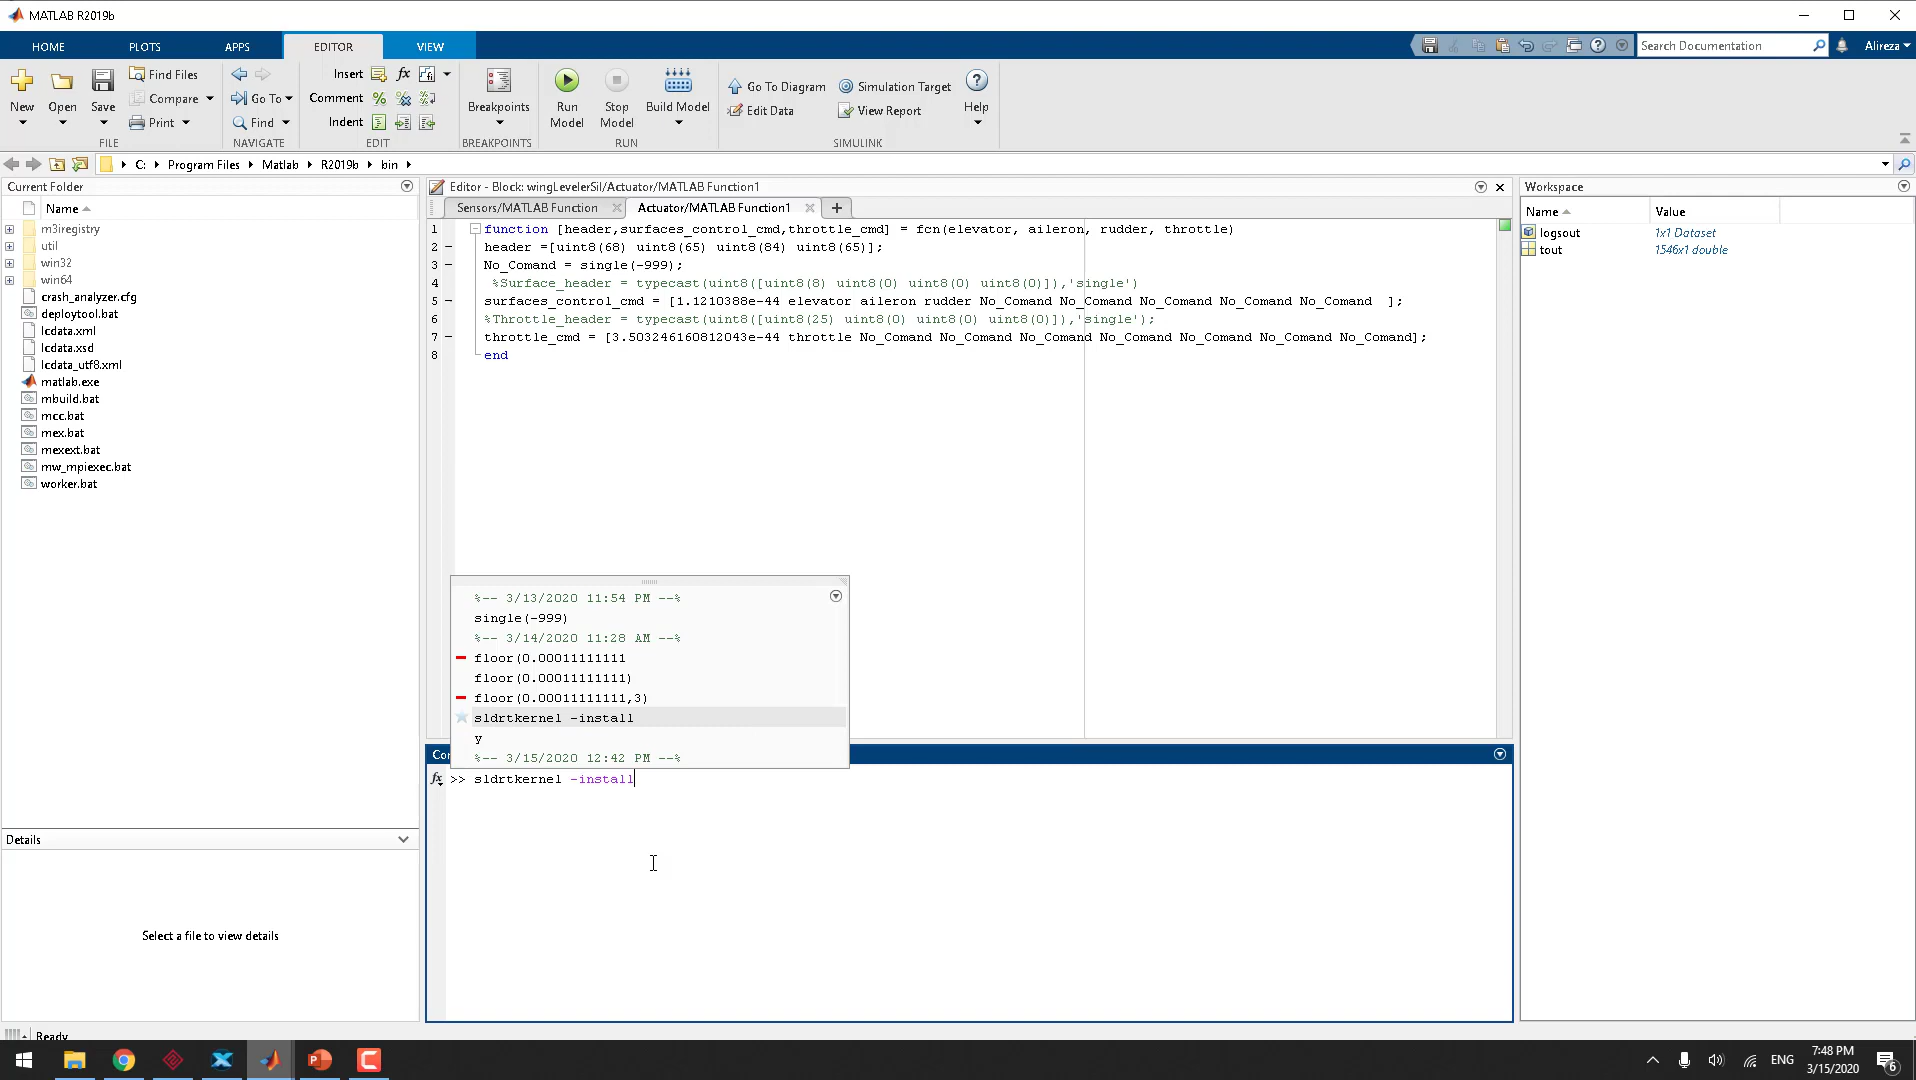 MATLAB R2019b
HOME PLOTS APPS EDITOR VIEW
Search Documentation Alireza
New Open Save Find Files Compare Print
Go To Find
Insert
Comment
Indent
fx
Breakpoints
Run Model
Stop Model
Build Model
Go To Diagram
Edit Data
Simulation Target
View Report
Help
FILE NAVIGATE EDIT BREAKPOINTS RUN SIMULINK
C: Program Files Matlab R2019b bin
Current Folder
Name
m3iregistry
util
win32
win64
crash_analyzer.cfg
deploytool.bat
lcdata.xml
lcdata.xsd
lcdata_utf8.xml
matlab.exe
mbuild.bat
mcc.bat
mex.bat
mexext.bat
mw_mpiexec.bat
worker.bat
Details
Select a file to view details
Editor - Block: wingLevelerSil/Actuator/MATLAB Function1
Sensors/MATLAB Function Actuator/MATLAB Function1
1 function [header,surfaces_control_cmd,throttle_cmd] = fcn(elevator, aileron, rudder, throttle)
2 header =[uint8(68) uint8(65) uint8(84) uint8(65)];
3 No_Comand = single(-999);
4 %Surface_header = typecast(uint8([uint8(8) uint8(0) uint8(0) uint8(0)]),'single')
5 surfaces_control_cmd = [1.1210388e-44 elevator aileron rudder No_Comand No_Comand No_Comand No_Comand No_Comand ];
6 %Throttle_header = typecast(uint8([uint8(25) uint8(0) uint8(0) uint8(0)]),'single');
7 throttle_cmd = [3.503246160812043e-44 throttle No_Comand No_Comand No_Comand No_Comand No_Comand No_Comand No_Comand];
8 end
%-- 3/13/2020 11:54 PM --%
single(-999)
%-- 3/14/2020 11:28 AM --%
floor(0.00011111111
floor(0.00011111111)
floor(0.00011111111,3)
sldrtkernel -install
y
%-- 3/15/2020 12:42 PM --%
Co
fx >> sldrtkernel -install
Workspace
Name Value
logsout 1x1 Dataset
tout 1546x1 double
Ready
ENG
7:48 PM
3/15/2020
6